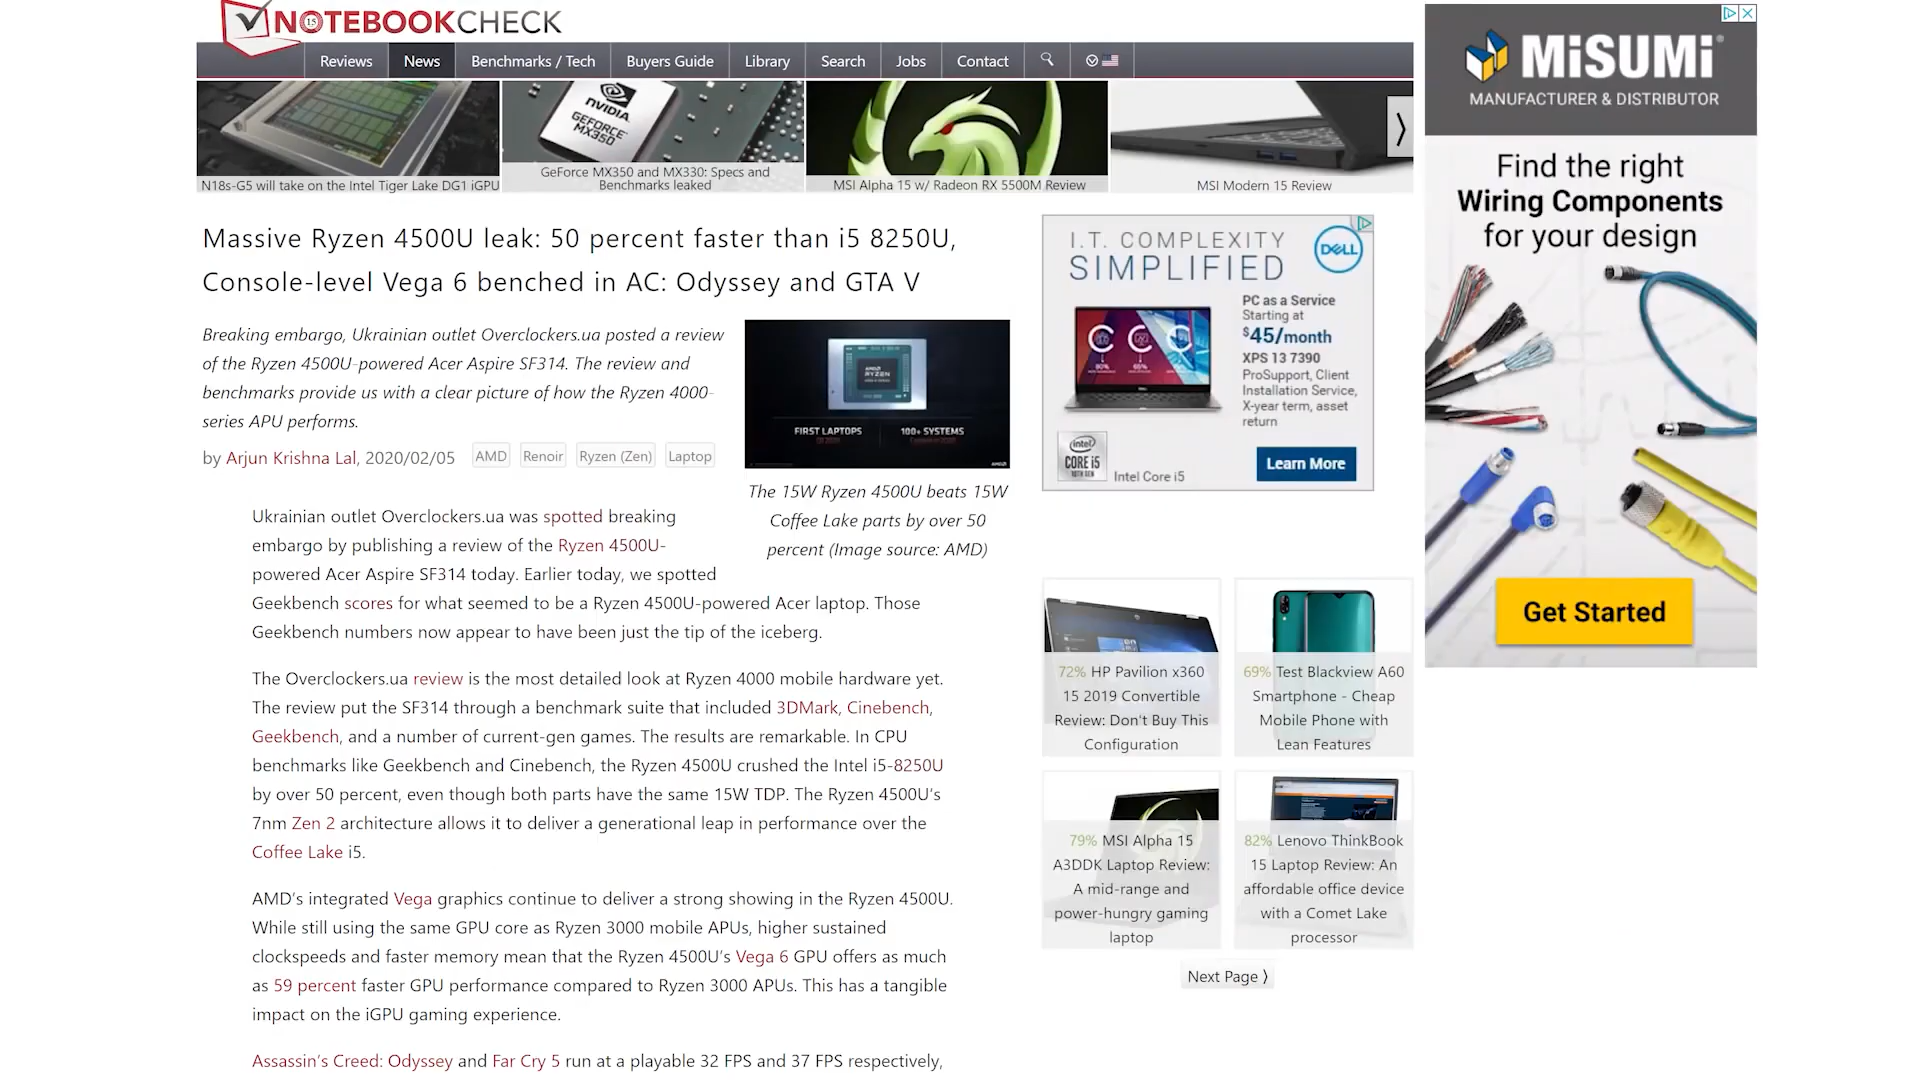 NOTEBOOKCHECK
15
Reviews
News
Benchmarks / Tech
Buyers Guide
Library
Search
Jobs
Contact
NVIDIA
GEFORCE
MX350
N18s-G5 will take on the Intel Tiger Lake DG1 iGPU
GeForce MX350 and MX330: Specs and
Benchmarks leaked
MSI Alpha 15 w/ Radeon RX 5500M Review
MSI Modern 15 Review
Massive Ryzen 4500U leak: 50 percent faster than i5 8250U,
Console-level Vega 6 benched in AC: Odyssey and GTA V
Breaking embargo, Ukrainian outlet Overclockers.ua posted a review
of the Ryzen 4500U-powered Acer Aspire SF314. The review and
benchmarks provide us with a clear picture of how the Ryzen 4000-
series APU performs.
by Arjun Krishna Lal, 2020/02/05
AMD
Renoir
Ryzen (Zen)
Laptop
AMD
RYZEN
FIRST LAPTOPS
100+ SYSTEMS
AMD
The 15W Ryzen 4500U beats 15W
Coffee Lake parts by over 50
percent (Image source: AMD)
Ukrainian outlet Overclockers.ua was spotted breaking
embargo by publishing a review of the Ryzen 4500U-
powered Acer Aspire SF314 today. Earlier today, we spotted
Geekbench scores for what seemed to be a Ryzen 4500U-powered Acer laptop. Those
Geekbench numbers now appear to have been just the tip of the iceberg.
The Overclockers.ua review is the most detailed look at Ryzen 4000 mobile hardware yet.
The review put the SF314 through a benchmark suite that included 3DMark, Cinebench,
Geekbench, and a number of current-gen games. The results are remarkable. In CPU
benchmarks like Geekbench and Cinebench, the Ryzen 4500U crushed the Intel i5-8250U
by over 50 percent, even though both parts have the same 15W TDP. The Ryzen 4500U's
7nm Zen 2 architecture allows it to deliver a generational leap in performance over the
Coffee Lake i5.
AMD's integrated Vega graphics continue to deliver a strong showing in the Ryzen 4500U.
While still using the same GPU core as Ryzen 3000 mobile APUs, higher sustained
clockspeeds and faster memory mean that the Ryzen 4500U's Vega 6 GPU offers as much
as 59 percent faster GPU performance compared to Ryzen 3000 APUs. This has a tangible
impact on the iGPU gaming experience.
Assassin's Creed: Odyssey and Far Cry 5 run at a playable 32 FPS and 37 FPS respectively,
I.T. COMPLEXITY
SIMPLIFIED
DELL
PC as a Service
Starting at
$45/month
XPS 13 7390
ProSupport, Client
Installation Service,
X-year term, asset
return
intel
CORE i5
10TH GEN
Intel Core i5
Learn More
72% HP Pavilion x360
15 2019 Convertible
Review: Don't Buy This
Configuration
69% Test Blackview A60
Smartphone - Cheap
Mobile Phone with
Lean Features
79% MSI Alpha 15
A3DDK Laptop Review:
A mid-range and
power-hungry gaming
laptop
82% Lenovo ThinkBook
15 Laptop Review: An
affordable office device
with a Comet Lake
processor
Next Page ⟩
MiSUMi®
MANUFACTURER & DISTRIBUTOR
Find the right
Wiring Components
for your design
Get Started